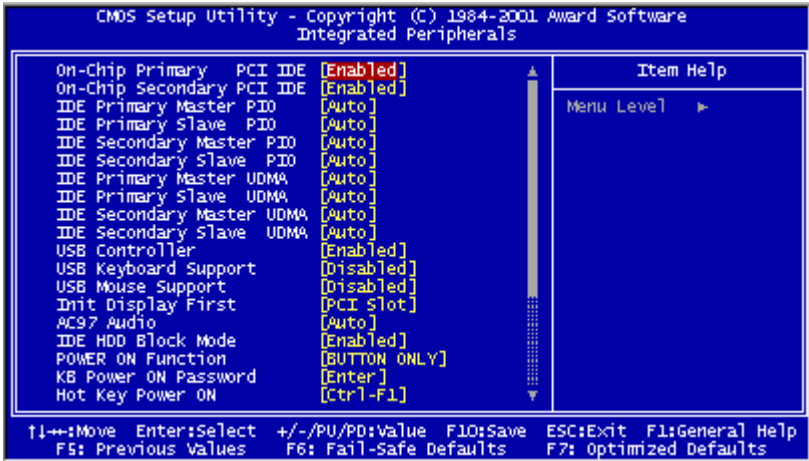 CMOS Setup Utility - Copyright (C) 1984-2001 Award Software
Integrated Peripherals
On-Chip Primary PCI IDE [Enabled]
On-Chip Secondary PCI IDE [Enabled]
IDE Primary Master PIO [Auto]
IDE Primary Slave PIO [Auto]
IDE Secondary Master PIO [Auto]
IDE Secondary Slave PIO [Auto]
IDE Primary Master UDMA [Auto]
IDE Primary Slave UDMA [Auto]
IDE Secondary Master UDMA [Auto]
IDE Secondary Slave UDMA [Auto]
USB Controller [Enabled]
USB Keyboard Support [Disabled]
USB Mouse Support [Disabled]
Init Display First [PCI Slot]
AC97 Audio [Auto]
IDE HDD Block Mode [Enabled]
POWER ON Function [BUTTON ONLY]
KB Power ON Password [Enter]
Hot Key Power ON [Ctrl-F1]
Item Help
Menu Level ►
↑↓→←:Move Enter:Select +/-/PU/PD:Value F10:Save ESC:Exit F1:General Help
F5: Previous Values F6: Fail-Safe Defaults F7: Optimized Defaults